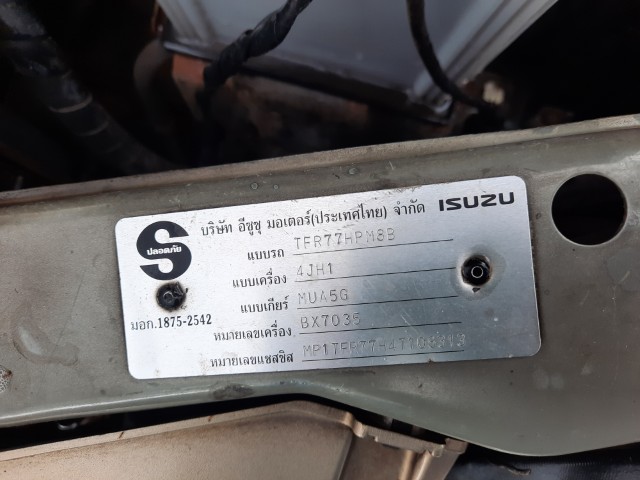 บริษัท อีซูซุ มอเตอร์(ประเทศไทย) จำกัด ISUZU
S
ปลอดภัย
มอก.1875-2542
แบบรถ TFR77HPM8B
แบบเครื่อง 4JH1
แบบเกียร์ MUA5G
หมายเลขเครื่อง BX7035
หมายเลขแชสซิส